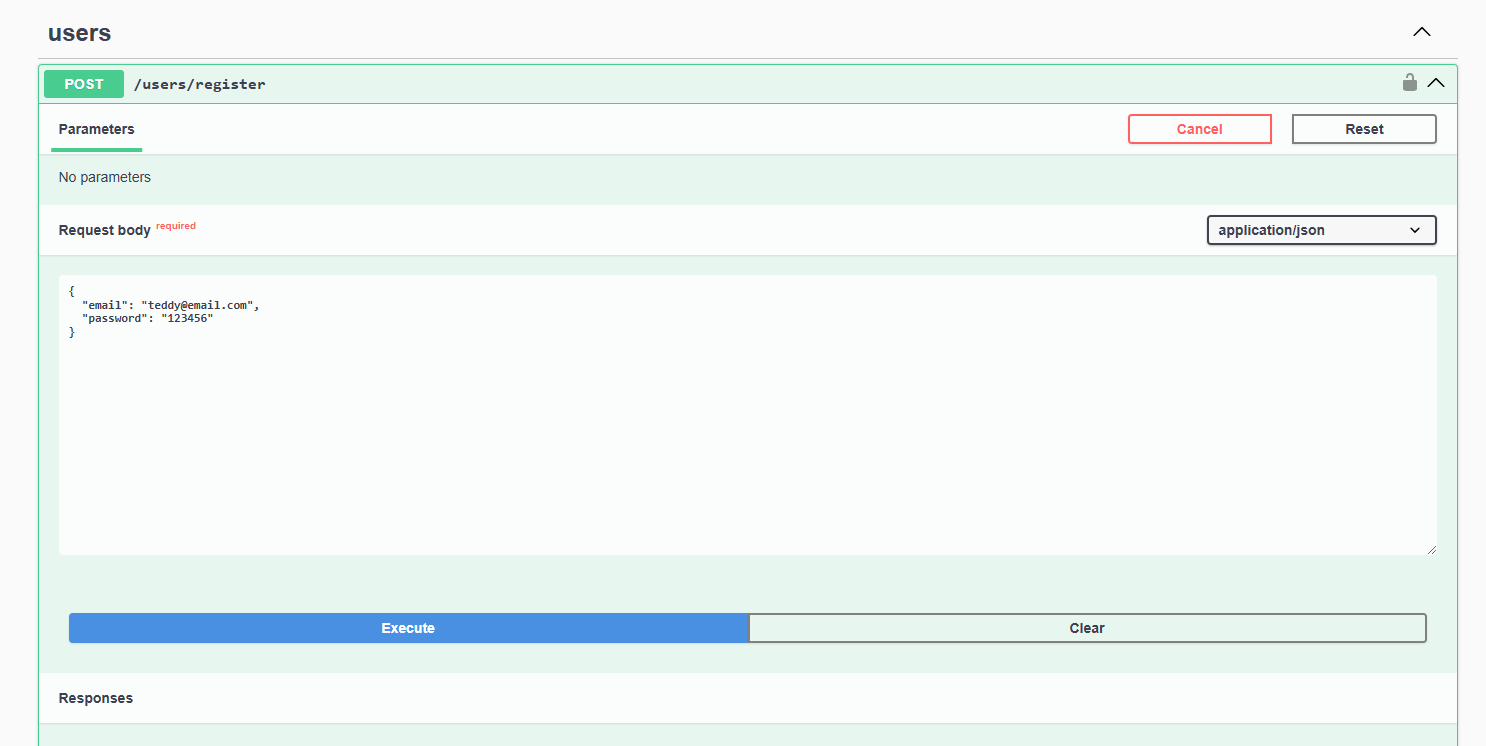 users
POST /users/register
Parameters Cancel Reset
No parameters
Request body required application/json
{
"email": "teddy@email.com",
"password": "123456"
}
Execute Clear
Responses